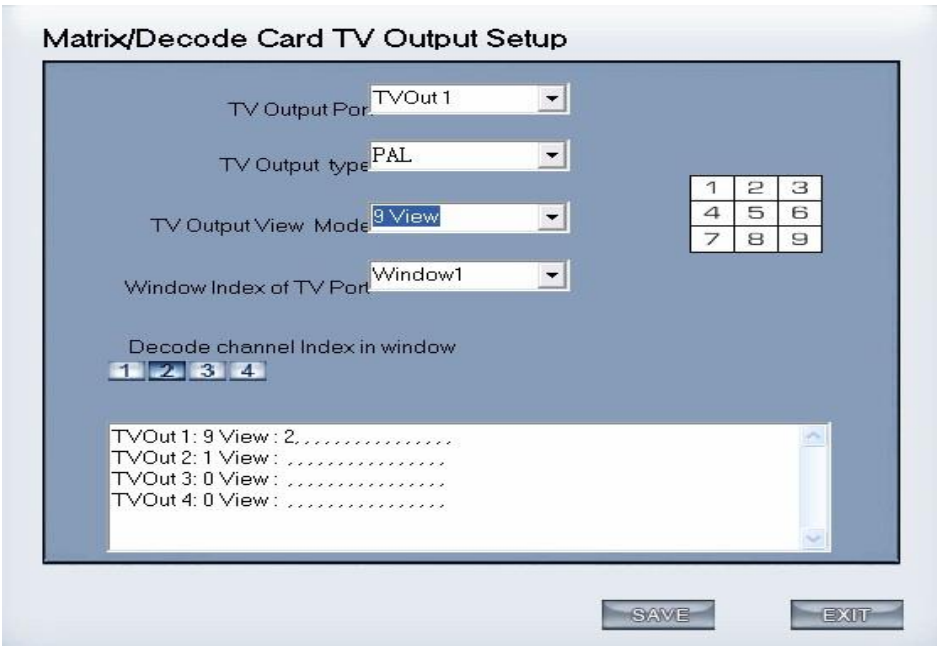 Matrix/Decode Card TV Output Setup
TV Output Por
TVOut 1
TV Output type
PAL
TV Output View Mode
9 View
1 2 3
4 5 6
7 8 9
Window Index of TV Port
Window1
Decode channel Index in window
1 2 3 4
TVOut 1: 9 View : 2, , , , , , , , , , , , , , , ,
TVOut 2: 1 View : , , , , , , , , , , , , , , , ,
TVOut 3: 0 View : , , , , , , , , , , , , , , , ,
TVOut 4: 0 View : , , , , , , , , , , , , , , , ,
SAVE EXIT